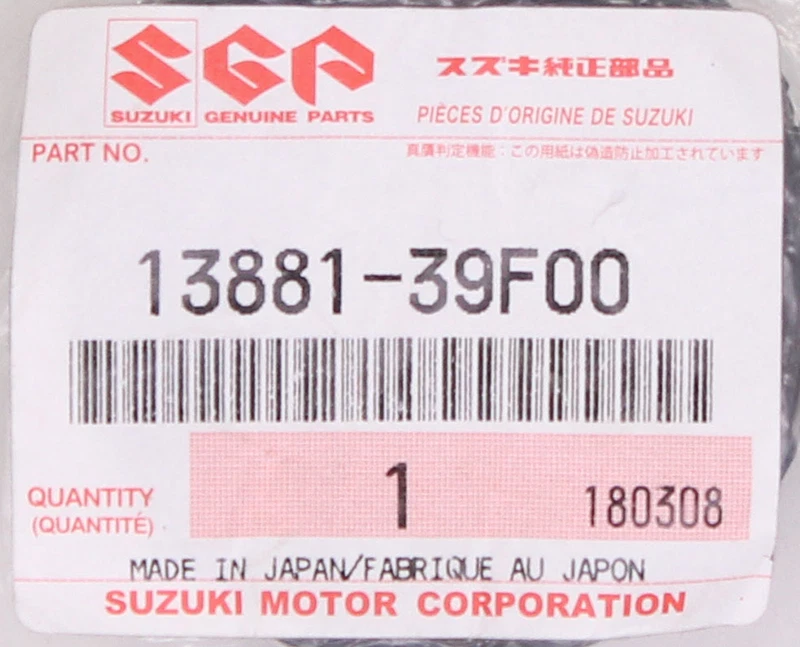 SGP
SUZUKI GENUINE PARTS
スズキ純正部品
PIÈCES D'ORIGINE DE SUZUKI
PART NO.
真贋判定機能：この用紙は偽造防止加工されています
13881-39F00
QUANTITY
(QUANTITÉ)
1
180308
MADE IN JAPAN/FABRIQUE AU JAPON
SUZUKI MOTOR CORPORATION